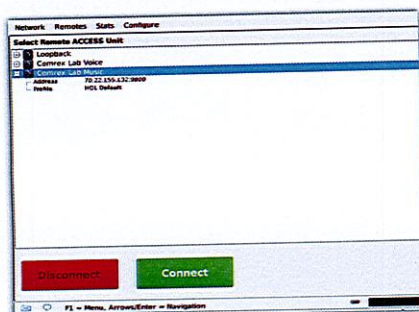 Network Remotes Stats Configure
Select Remote ACCESS Unit
Loopback
Comrex Lab Voice
Comrex Lab Music
Address 70.22.155.132:9000
Profile HQ1 Default
Disconnect Connect
F1 = Menu, Arrows/Enter = Navigation